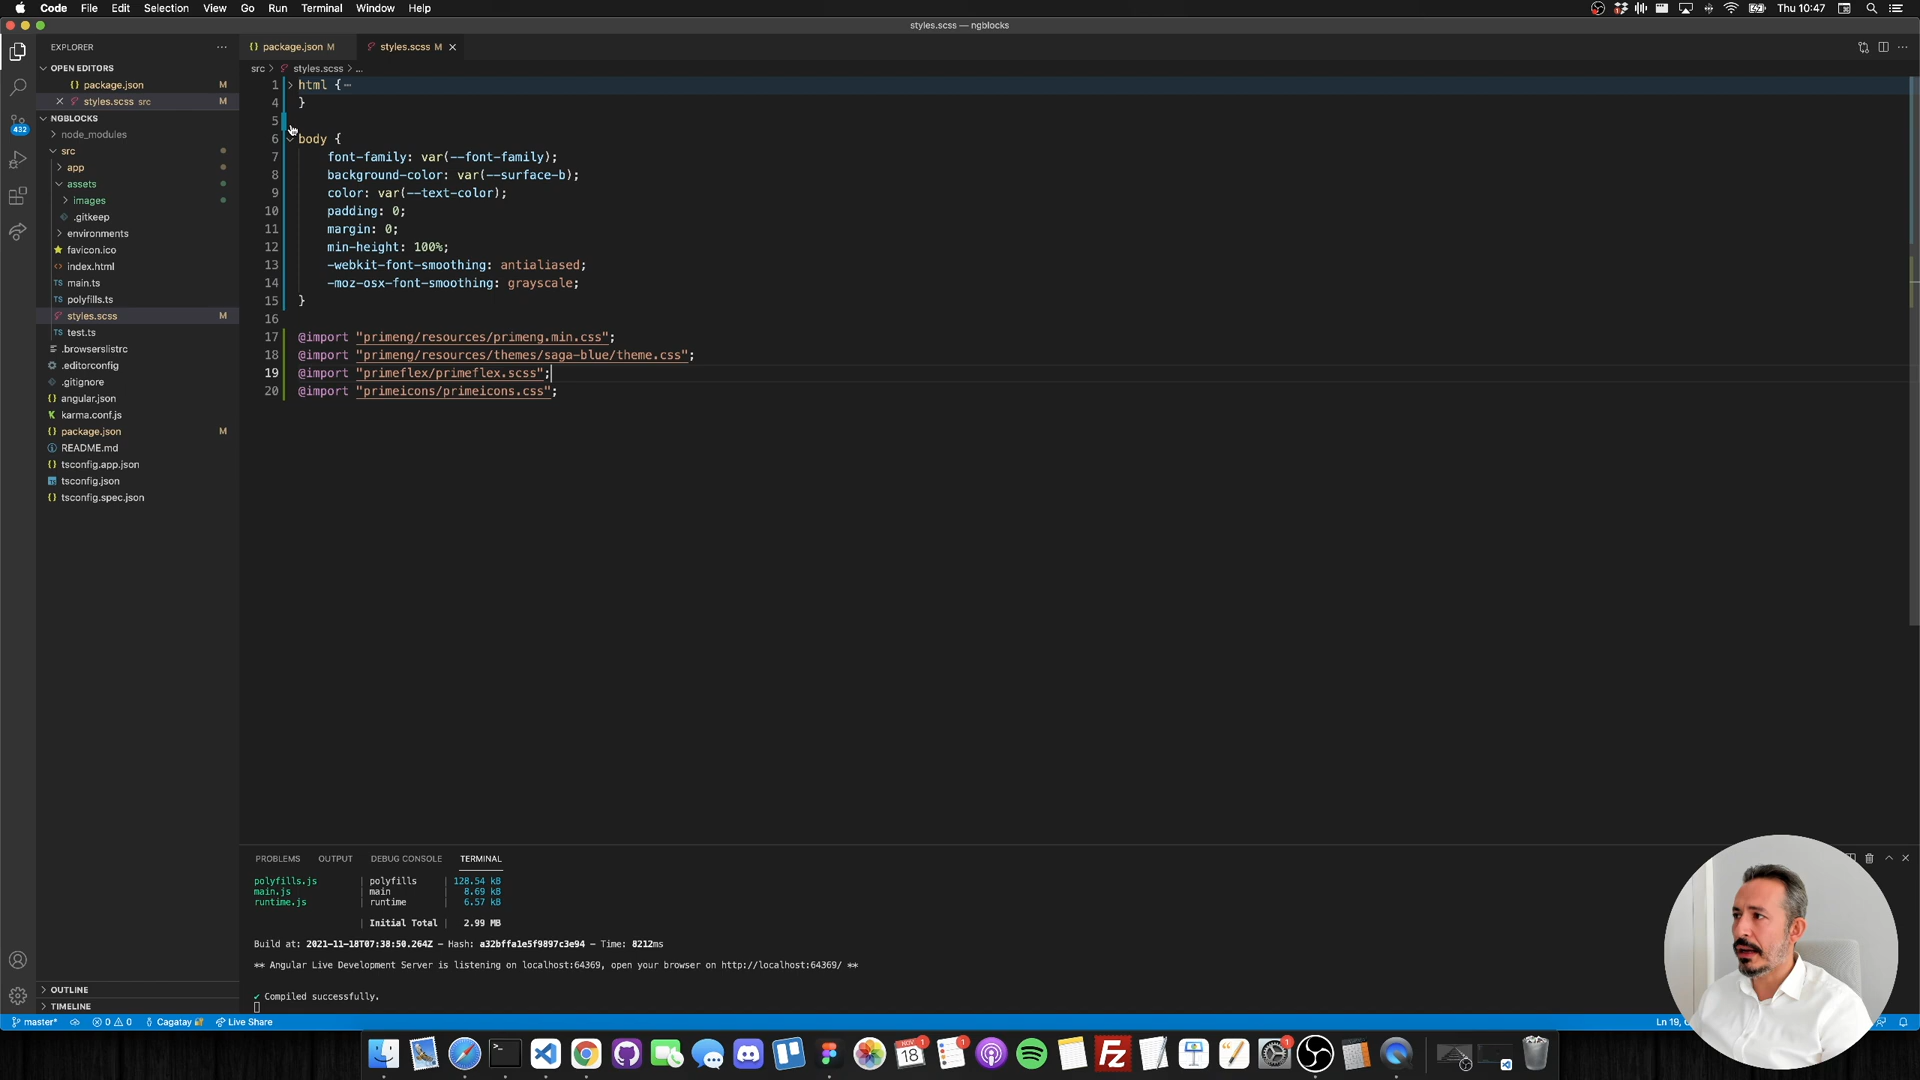 Code File Edit Selection View Go Run Terminal Window Help
Thu 10:47
styles.scss — ngblocks
EXPLORER
OPEN EDITORS
package.json M
styles.scss src M
NGBLOCKS
node_modules
src
app
assets
images
.gitkeep
environments
favicon.ico
index.html
main.ts
polyfills.ts
styles.scss M
test.ts
.browserslistrc
.editorconfig
.gitignore
angular.json
karma.conf.js
package.json M
README.md
tsconfig.app.json
tsconfig.json
tsconfig.spec.json
OUTLINE
TIMELINE
432
package.json M styles.scss M
src > styles.scss > ...
1 html {
4 }
5
6 body {
7 font-family: var(--font-family);
8 background-color: var(--surface-b);
9 color: var(--text-color);
10 padding: 0;
11 margin: 0;
12 min-height: 100%;
13 -webkit-font-smoothing: antialiased;
14 -moz-osx-font-smoothing: grayscale;
15 }
16
17 @import "primeng/resources/primeng.min.css";
18 @import "primeng/resources/themes/saga-blue/theme.css";
19 @import "primeflex/primeflex.scss";
20 @import "primeicons/primeicons.css";
PROBLEMS OUTPUT DEBUG CONSOLE TERMINAL
polyfills.js | polyfills | 128.54 kB
main.js | main | 8.69 kB
runtime.js | runtime | 6.57 kB
| Initial Total | 2.99 MB
Build at: 2021-11-18T07:38:50.264Z - Hash: a32bffa1e5f9897c3e94 - Time: 8212ms
** Angular Live Development Server is listening on localhost:64369, open your browser on http://localhost:64369/ **
✔ Compiled successfully.
master* 0 0 Cagatay Live Share
Ln 19,
NOV
18